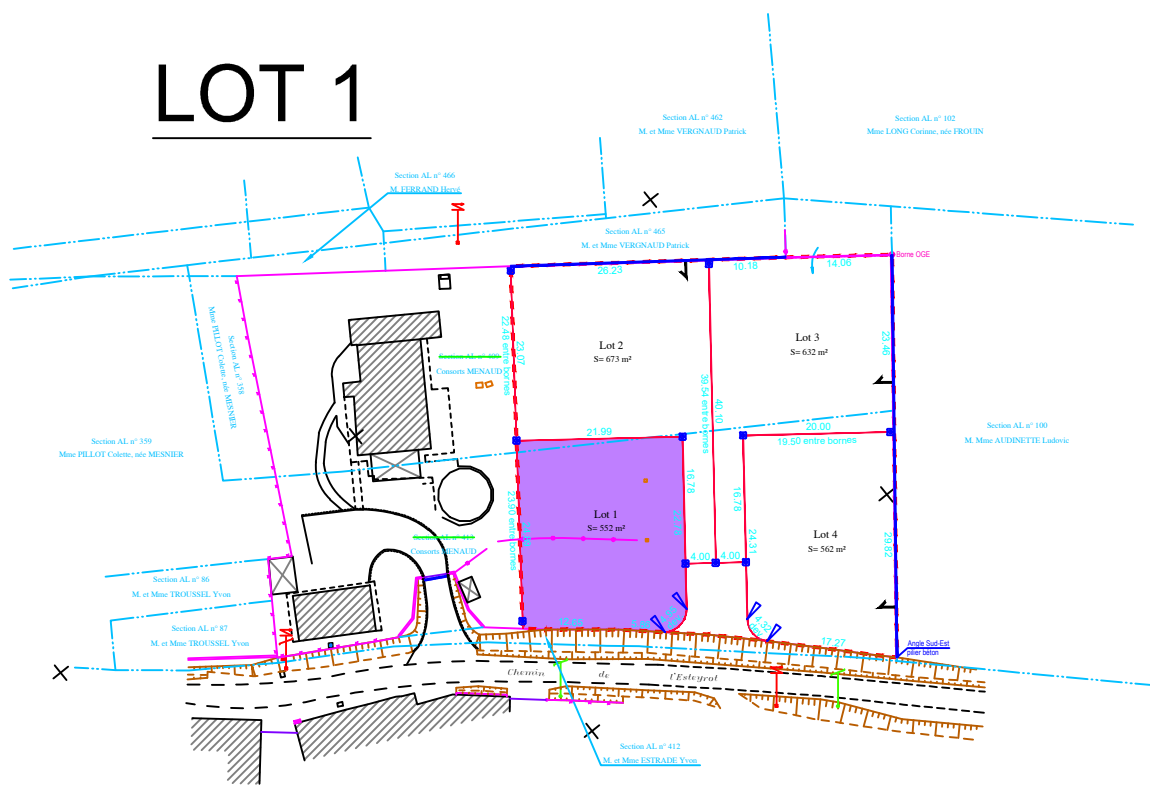 LOT 1
Section AL n° 462
M. et Mme VERGNAUD Patrick
Section AL n° 102
Mme LONG Corinne, née FROUIN
Section AL n° 466
M. FERRAND Hervé
Section AL n° 465
M. et Mme VERGNAUD Patrick
Borne OGE
26.23
10.18
14.06
Section AL n° 358
Mme PILLOT Colette, née MESNIER
22.48 entre bornes
23.07
Lot 2
S= 673 m²
Lot 3
S= 632 m²
23.46
Consorts MENAUD
39.54 entre bornes
40.10
21.99
20.00
19.50 entre bornes
Section AL n° 359
Mme PILLOT Colette, née MESNIER
Section AL n° 100
M. Mme AUDINETTE Ludovic
16.78
16.78
23.90 entre bornes
Lot 1
S= 552 m²
Lot 4
S= 562 m²
24.31
29.82
Consorts MENAUD
4.00
4.00
Section AL n° 86
M. et Mme TROUSSEL Yvon
Section AL n° 87
M. et Mme TROUSSEL Yvon
17.27
Angle Sud-Est
pilier béton
Chemin de l'Esteyrot
Section AL n° 412
M. et Mme ESTRADE Yvon